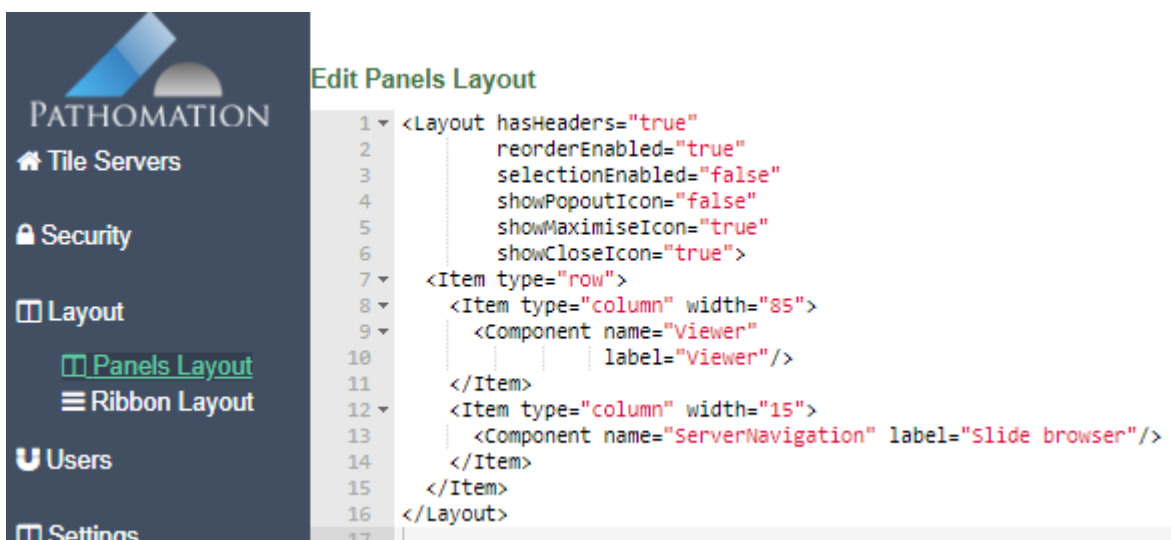 PATHOMATION
Tile Servers
Security
Layout
Panels Layout
Ribbon Layout
Users
Settings
Edit Panels Layout
1 <Layout hasHeaders="true"
2 reorderEnabled="true"
3 selectionEnabled="false"
4 showPopoutIcon="false"
5 showMaximiseIcon="true"
6 showCloseIcon="true">
7 <Item type="row">
8 <Item type="column" width="85">
9 <Component name="Viewer"
10 label="Viewer"/>
11 </Item>
12 <Item type="column" width="15">
13 <Component name="ServerNavigation" label="Slide browser"/>
14 </Item>
15 </Item>
16 </Layout>
17